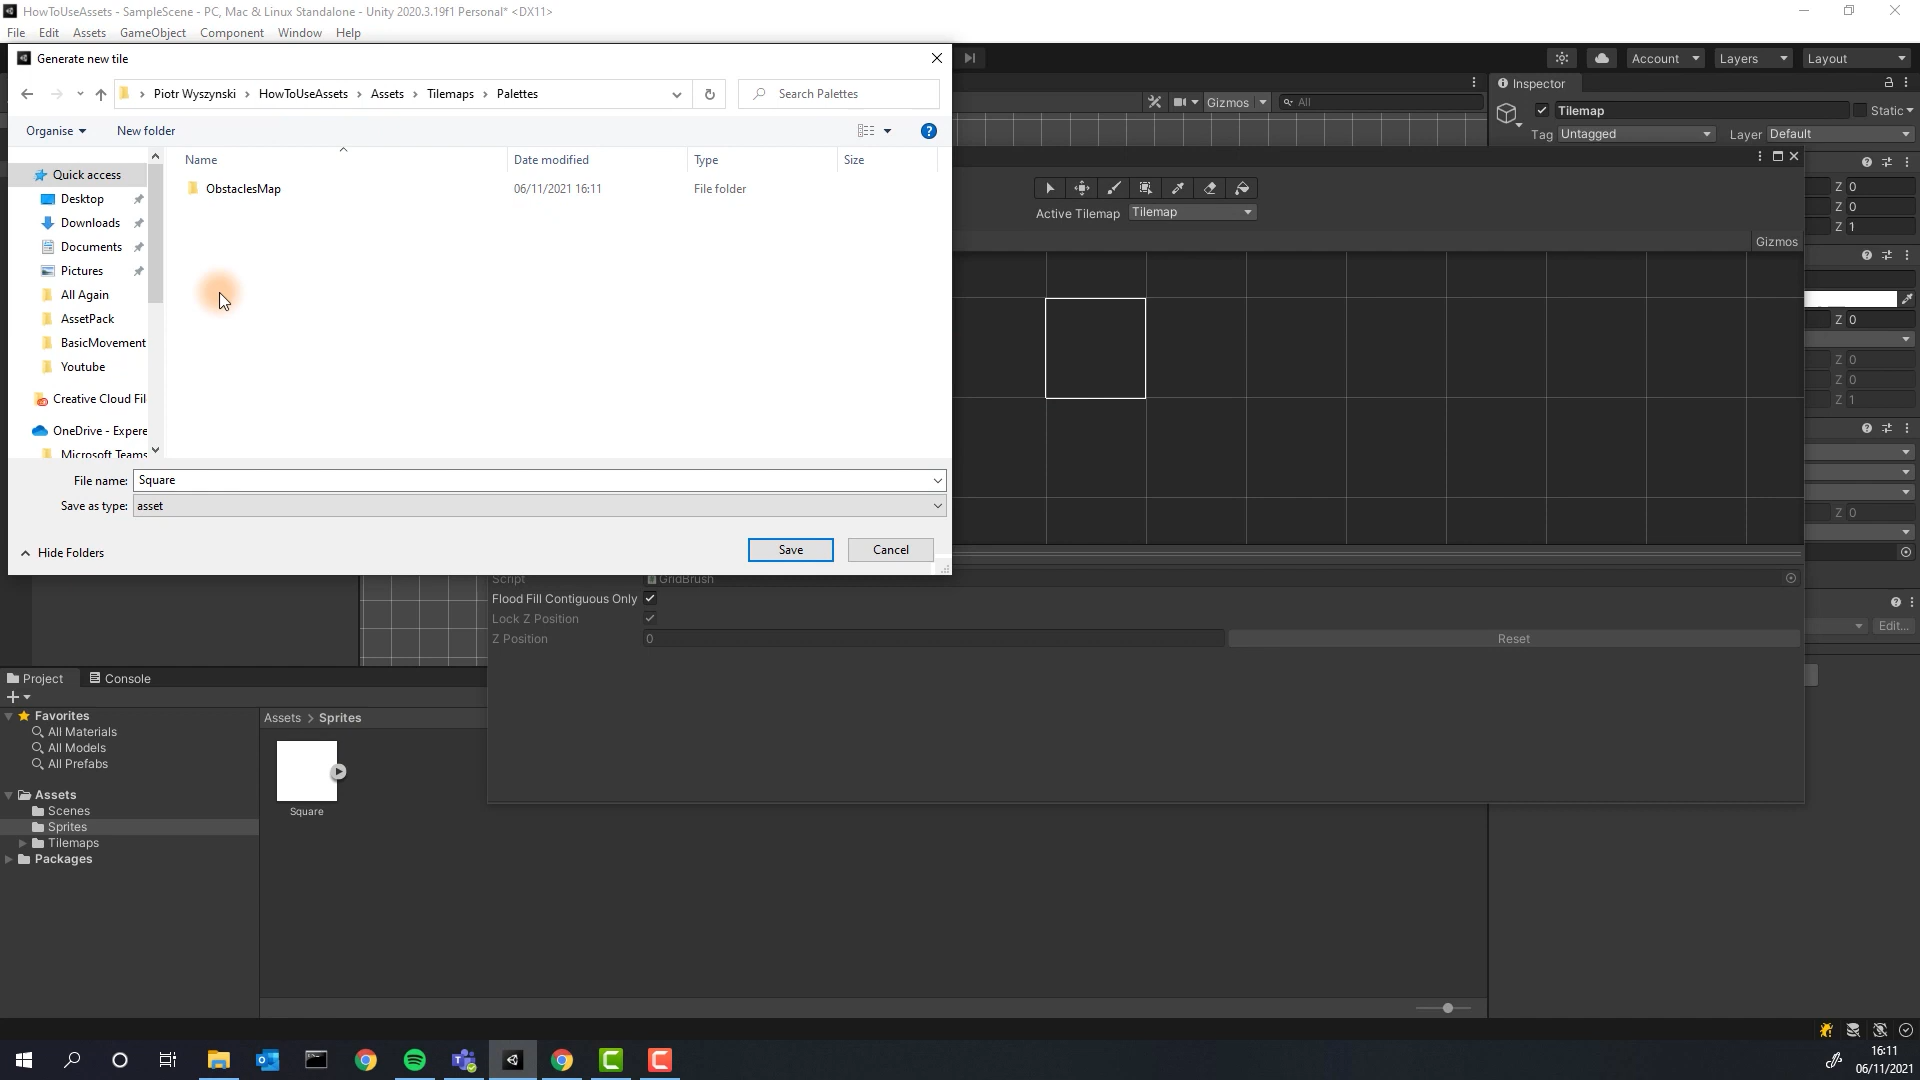 HowToUseAssets - SampleScene - PC, Mac & Linux Standalone - Unity 2020.3.19f1 Personal* <DX11>
File Edit Assets GameObject Component Window Help
Generate new tile
Account Layers Layout
Piotr Wyszynski › HowToUseAssets › Assets › Tilemaps › Palettes
Search Palettes
Gizmos All
Inspector
Tilemap Static
Tag Untagged Layer Default
Organise New folder
Name Date modified Type Size
ObstaclesMap 06/11/2021 16:11 File folder
Quick access
Desktop
Downloads
Documents
Pictures
All Again
AssetPack
BasicMovement
Youtube
Creative Cloud Fil
OneDrive - Expere
Microsoft Teams
Active Tilemap Tilemap
Gizmos
Z 0
Z 0
Z 1
Z 0
Z 0
Z 0
Z 1
Z 0
Edit...
File name: Square
Save as type: asset
Hide Folders
Save Cancel
Script GridBrush
Flood Fill Contiguous Only
Lock Z Position
Z Position 0 Reset
Project Console
Favorites
All Materials
All Models
All Prefabs
Assets
Scenes
Sprites
Tilemaps
Packages
Assets > Sprites
Square
16:11
06/11/2021